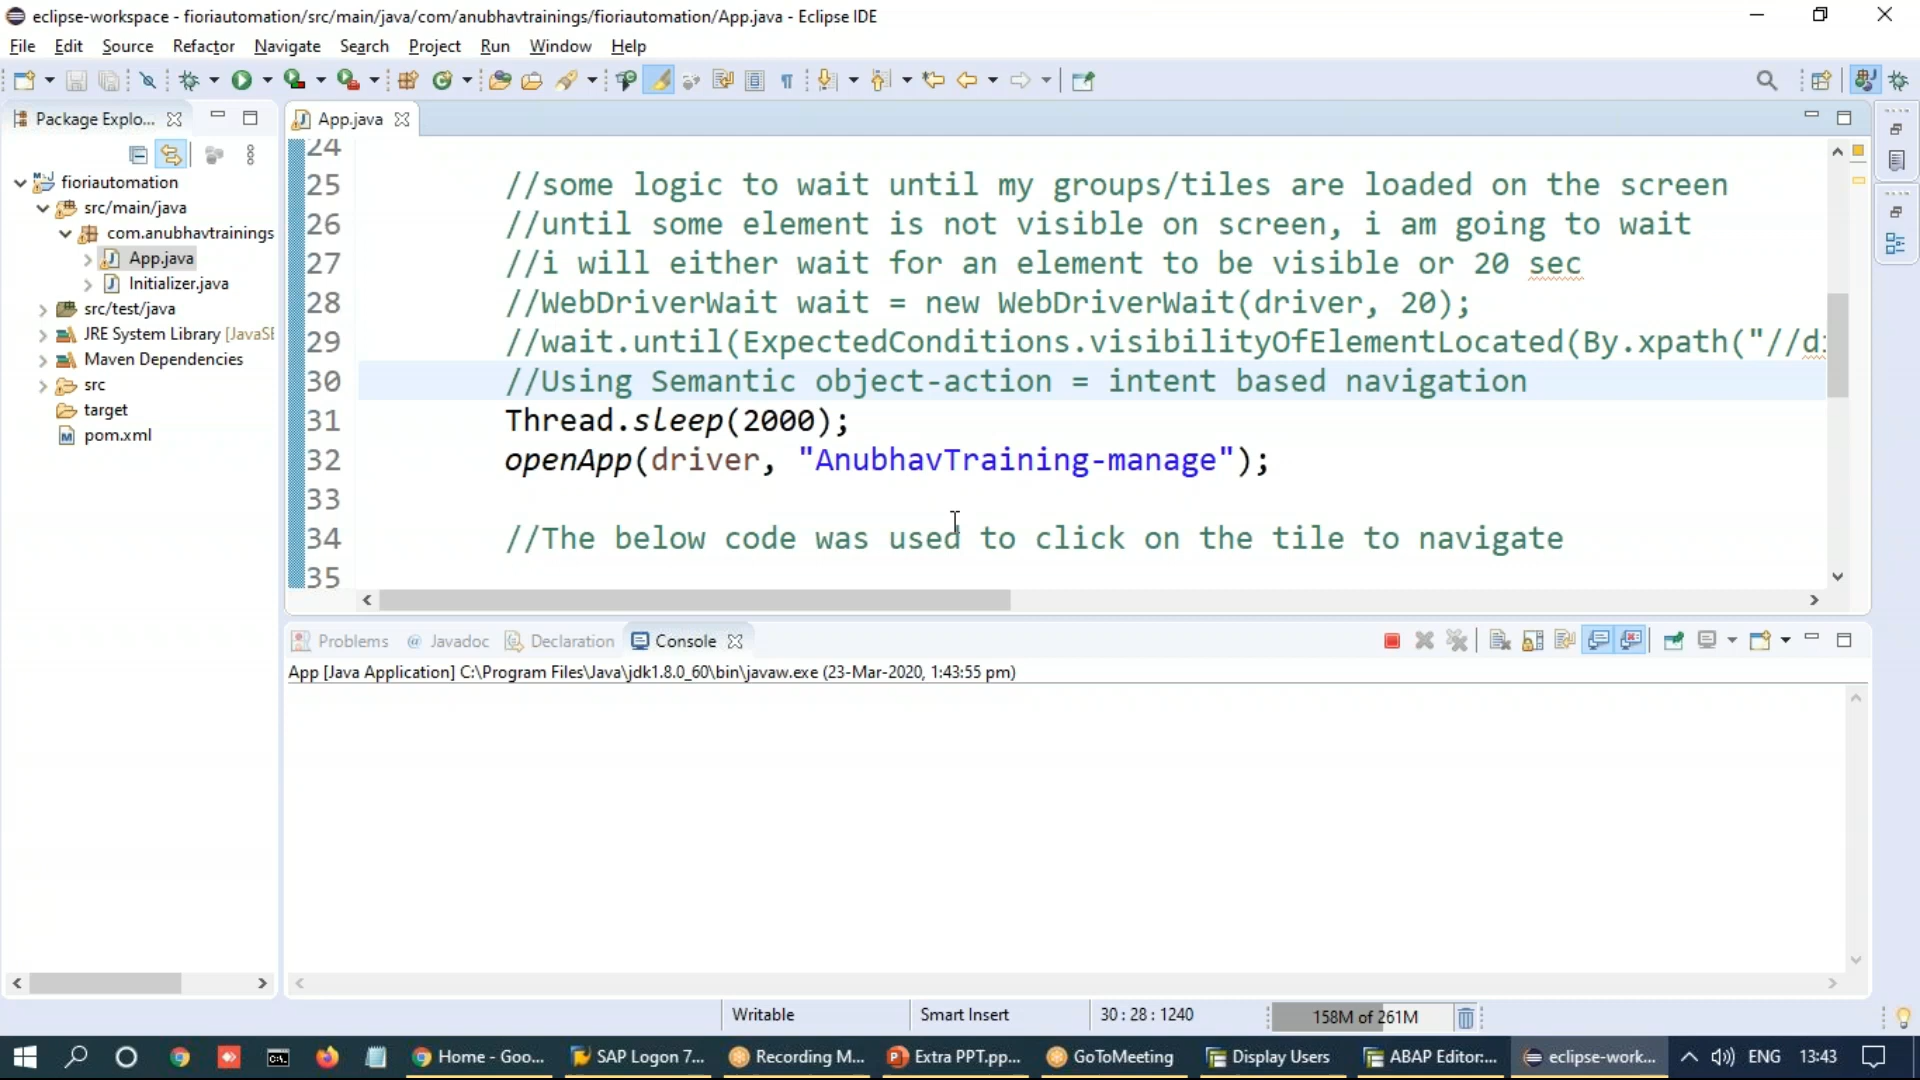 eclipse-workspace - fioriautomation/src/main/java/com/anubhavtrainings/fioriautomation/App.java - Eclipse IDE
File Edit Source Refactor Navigate Search Project Run Window Help
Package Explo...
App.java
fioriautomation
src/main/java
com.anubhavtrainings
App.java
Initializer.java
src/test/java
JRE System Library [JavaSE
Maven Dependencies
src
target
pom.xml
24
25 //some logic to wait until my groups/tiles are loaded on the screen
26 //until some element is not visible on screen, i am going to wait
27 //i will either wait for an element to be visible or 20 sec
28 //WebDriverWait wait = new WebDriverWait(driver, 20);
29 //wait.until(ExpectedConditions.visibilityOfElementLocated(By.xpath("//d
30 //Using Semantic object-action = intent based navigation
31 Thread.sleep(2000);
32 openApp(driver, "AnubhavTraining-manage");
33
34 //The below code was used to click on the tile to navigate
35
Problems @ Javadoc Declaration Console
App [Java Application] C:\Program Files\Java\jdk1.8.0_60\bin\javaw.exe (23-Mar-2020, 1:43:55 pm)
Writable Smart Insert 30 : 28 : 1240 158M of 261M
Home - Goo... SAP Logon 7... Recording M... Extra PPT.pp... GoToMeeting Display Users ABAP Editor:... eclipse-work... ENG 13:43